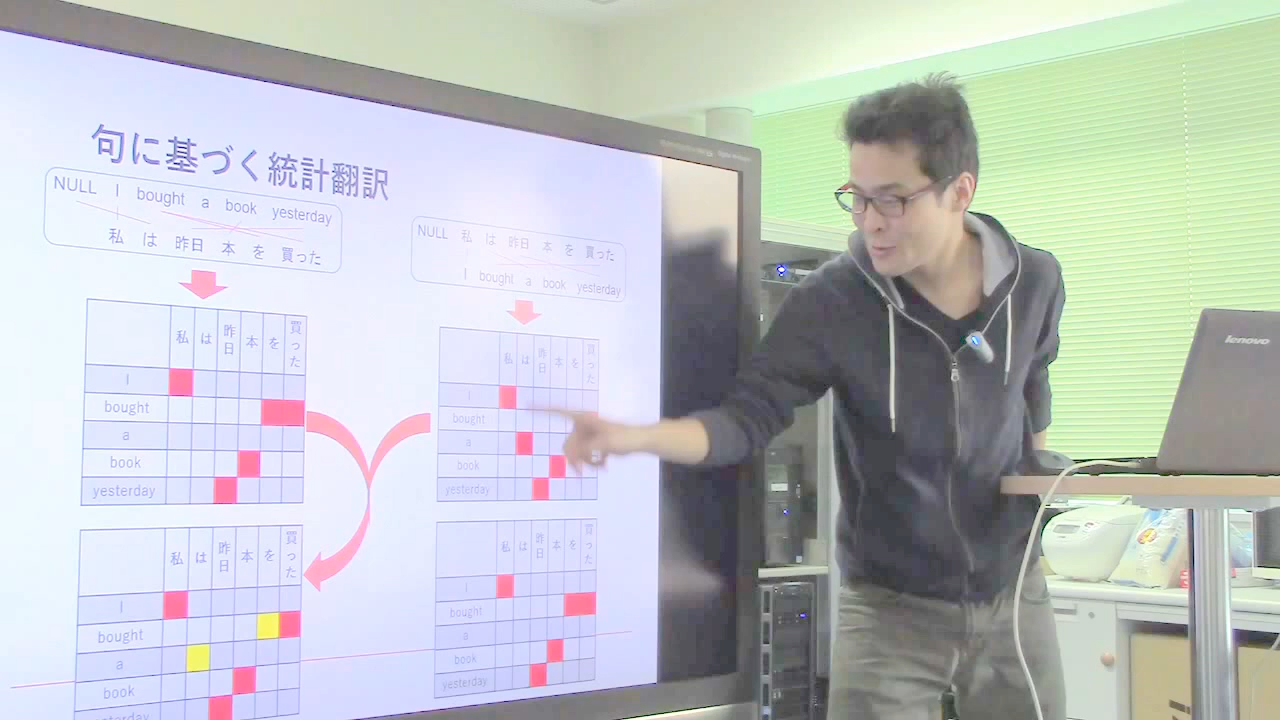 句に基づく統計翻訳
NULL I bought a book yesterday
私 は 昨日 本 を 買った
NULL 私 は 昨日 本 を 買った
I bought a book yesterday
私 は 昨日 本 を 買った
I
bought
a
book
yesterday
私 は 昨日 本 を 買った
I
bought
a
book
yesterday
私 は 昨日 本 を 買った
I
bought
a
book
yesterday
私 は 昨日 本 を 買った
I
bought
a
book
yesterday
lenovo